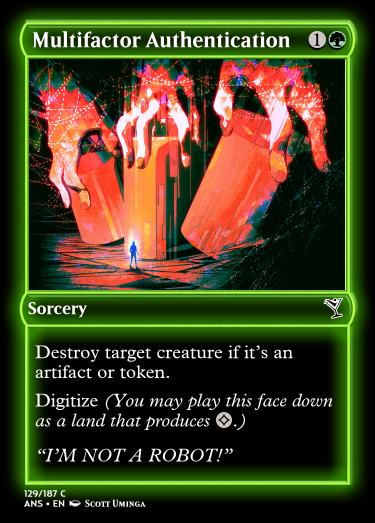 Multifactor Authentication 1
Sorcery
Destroy target creature if it's an
artifact or token.
Digitize (You may play this face down
as a land that produces .)
"I'M NOT A ROBOT!"
129/187 C
ANS • EN Scott Uminga